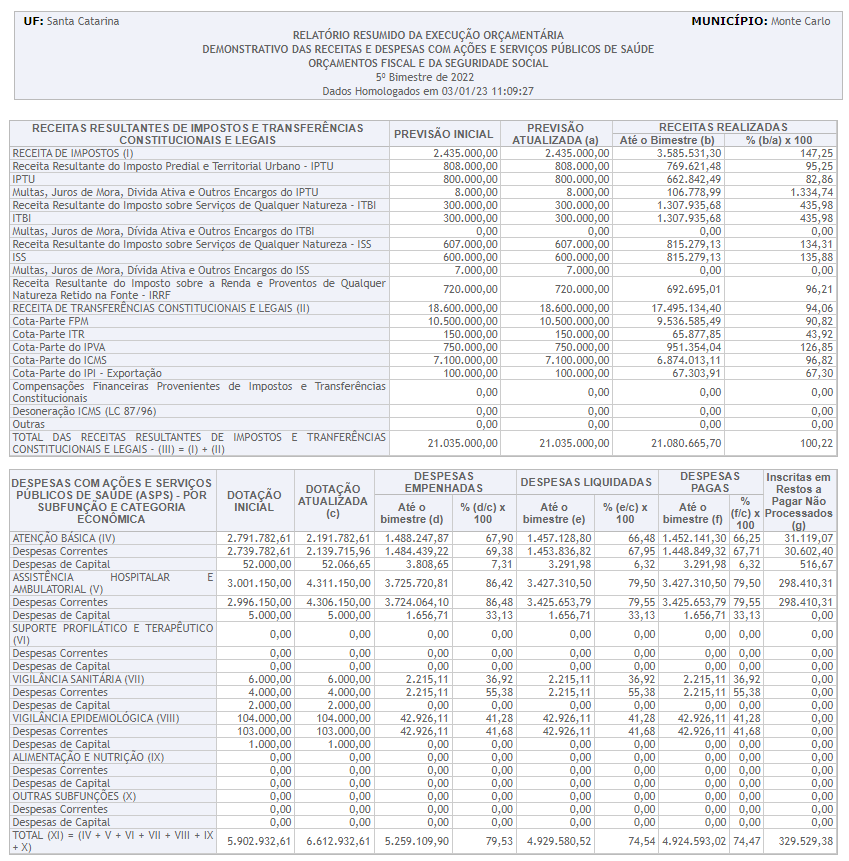 UF: Santa Catarina MUNICÍPIO: Monte Carlo
RELATÓRIO RESUMIDO DA EXECUÇÃO ORÇAMENTÁRIA
DEMONSTRATIVO DAS RECEITAS E DESPESAS COM AÇÕES E SERVIÇOS PÚBLICOS DE SAÚDE
ORÇAMENTOS FISCAL E DA SEGURIDADE SOCIAL
5º Bimestre de 2022
Dados Homologados em 03/01/23 11:09:27
RECEITAS RESULTANTES DE IMPOSTOS E TRANSFERÊNCIAS CONSTITUCIONAIS E LEGAIS PREVISÃO INICIAL PREVISÃO ATUALIZADA (a) RECEITAS REALIZADAS
Até o Bimestre (b) % (b/a) x 100
RECEITA DE IMPOSTOS (I) 2.435.000,00 2.435.000,00 3.585.531,30 147,25
Receita Resultante do Imposto Predial e Territorial Urbano - IPTU 808.000,00 808.000,00 769.621,48 95,25
IPTU 800.000,00 800.000,00 662.842,49 82,86
Multas, Juros de Mora, Dívida Ativa e Outros Encargos do IPTU 8.000,00 8.000,00 106.778,99 1.334,74
Receita Resultante do Imposto sobre Serviços de Qualquer Natureza - ITBI 300.000,00 300.000,00 1.307.935,68 435,98
ITBI 300.000,00 300.000,00 1.307.935,68 435,98
Multas, Juros de Mora, Dívida Ativa e Outros Encargos do ITBI 0,00 0,00 0,00 0,00
Receita Resultante do Imposto sobre Serviços de Qualquer Natureza - ISS 607.000,00 607.000,00 815.279,13 134,31
ISS 600.000,00 600.000,00 815.279,13 135,88
Multas, Juros de Mora, Dívida Ativa e Outros Encargos do ISS 7.000,00 7.000,00 0,00 0,00
Receita Resultante do Imposto sobre a Renda e Proventos de Qualquer
Natureza Retido na Fonte - IRRF 720.000,00 720.000,00 692.695,01 96,21
RECEITA DE TRANSFERÊNCIAS CONSTITUCIONAIS E LEGAIS (II) 18.600.000,00 18.600.000,00 17.495.134,40 94,06
Cota-Parte FPM 10.500.000,00 10.500.000,00 9.536.585,49 90,82
Cota-Parte ITR 150.000,00 150.000,00 65.877,85 43,92
Cota-Parte do IPVA 750.000,00 750.000,00 951.354,04 126,85
Cota-Parte do ICMS 7.100.000,00 7.100.000,00 6.874.013,11 96,82
Cota-Parte do IPI - Exportação 100.000,00 100.000,00 67.303,91 67,30
Compensações Financeiras Provenientes de Impostos e Transferências
Constitucionais 0,00 0,00 0,00 0,00
Desoneração ICMS (LC 87/96) 0,00 0,00 0,00 0,00
Outras 0,00 0,00 0,00 0,00
TOTAL DAS RECEITAS RESULTANTES DE IMPOSTOS E TRANFERÊNCIAS
CONSTITUCIONAIS E LEGAIS - (III) = (I) + (II) 21.035.000,00 21.035.000,00 21.080.665,70 100,22
DESPESAS COM AÇÕES E SERVIÇOS PÚBLICOS DE SAÚDE (ASPS) - POR SUBFUNÇÃO E CATEGORIA ECONÔMICA DOTAÇÃO INICIAL DOTAÇÃO ATUALIZADA (c) DESPESAS EMPENHADAS DESPESAS LIQUIDADAS DESPESAS PAGAS Inscritas em Restos a Pagar Não Processados (g)
Até o bimestre (d) % (d/c) x 100 Até o bimestre (e) % (e/c) x 100 Até o bimestre (f) % (f/c) x 100
ATENÇÃO BÁSICA (IV) 2.791.782,61 2.191.782,61 1.488.247,87 67,90 1.457.128,80 66,48 1.452.141,30 66,25 31.119,07
Despesas Correntes 2.739.782,61 2.139.715,96 1.484.439,22 69,38 1.453.836,82 67,95 1.448.849,32 67,71 30.602,40
Despesas de Capital 52.000,00 52.066,65 3.808,65 7,31 3.291,98 6,32 3.291,98 6,32 516,67
ASSISTÊNCIA HOSPITALAR E
AMBULATORIAL (V) 3.001.150,00 4.311.150,00 3.725.720,81 86,42 3.427.310,50 79,50 3.427.310,50 79,50 298.410,31
Despesas Correntes 2.996.150,00 4.306.150,00 3.724.064,10 86,48 3.425.653,79 79,55 3.425.653,79 79,55 298.410,31
Despesas de Capital 5.000,00 5.000,00 1.656,71 33,13 1.656,71 33,13 1.656,71 33,13 0,00
SUPORTE PROFILÁTICO E TERAPÊUTICO
(VI) 0,00 0,00 0,00 0,00 0,00 0,00 0,00 0,00 0,00
Despesas Correntes 0,00 0,00 0,00 0,00 0,00 0,00 0,00 0,00 0,00
Despesas de Capital 0,00 0,00 0,00 0,00 0,00 0,00 0,00 0,00 0,00
VIGILÂNCIA SANITÁRIA (VII) 6.000,00 6.000,00 2.215,11 36,92 2.215,11 36,92 2.215,11 36,92 0,00
Despesas Correntes 4.000,00 4.000,00 2.215,11 55,38 2.215,11 55,38 2.215,11 55,38 0,00
Despesas de Capital 2.000,00 2.000,00 0,00 0,00 0,00 0,00 0,00 0,00 0,00
VIGILÂNCIA EPIDEMIOLÓGICA (VIII) 104.000,00 104.000,00 42.926,11 41,28 42.926,11 41,28 42.926,11 41,28 0,00
Despesas Correntes 103.000,00 103.000,00 42.926,11 41,68 42.926,11 41,68 42.926,11 41,68 0,00
Despesas de Capital 1.000,00 1.000,00 0,00 0,00 0,00 0,00 0,00 0,00 0,00
ALIMENTAÇÃO E NUTRIÇÃO (IX) 0,00 0,00 0,00 0,00 0,00 0,00 0,00 0,00 0,00
Despesas Correntes 0,00 0,00 0,00 0,00 0,00 0,00 0,00 0,00 0,00
Despesas de Capital 0,00 0,00 0,00 0,00 0,00 0,00 0,00 0,00 0,00
OUTRAS SUBFUNÇÕES (X) 0,00 0,00 0,00 0,00 0,00 0,00 0,00 0,00 0,00
Despesas Correntes 0,00 0,00 0,00 0,00 0,00 0,00 0,00 0,00 0,00
Despesas de Capital 0,00 0,00 0,00 0,00 0,00 0,00 0,00 0,00 0,00
TOTAL (XI) = (IV + V + VI + VII + VIII + IX
+ X) 5.902.932,61 6.612.932,61 5.259.109,90 79,53 4.929.580,52 74,54 4.924.593,02 74,47 329.529,38